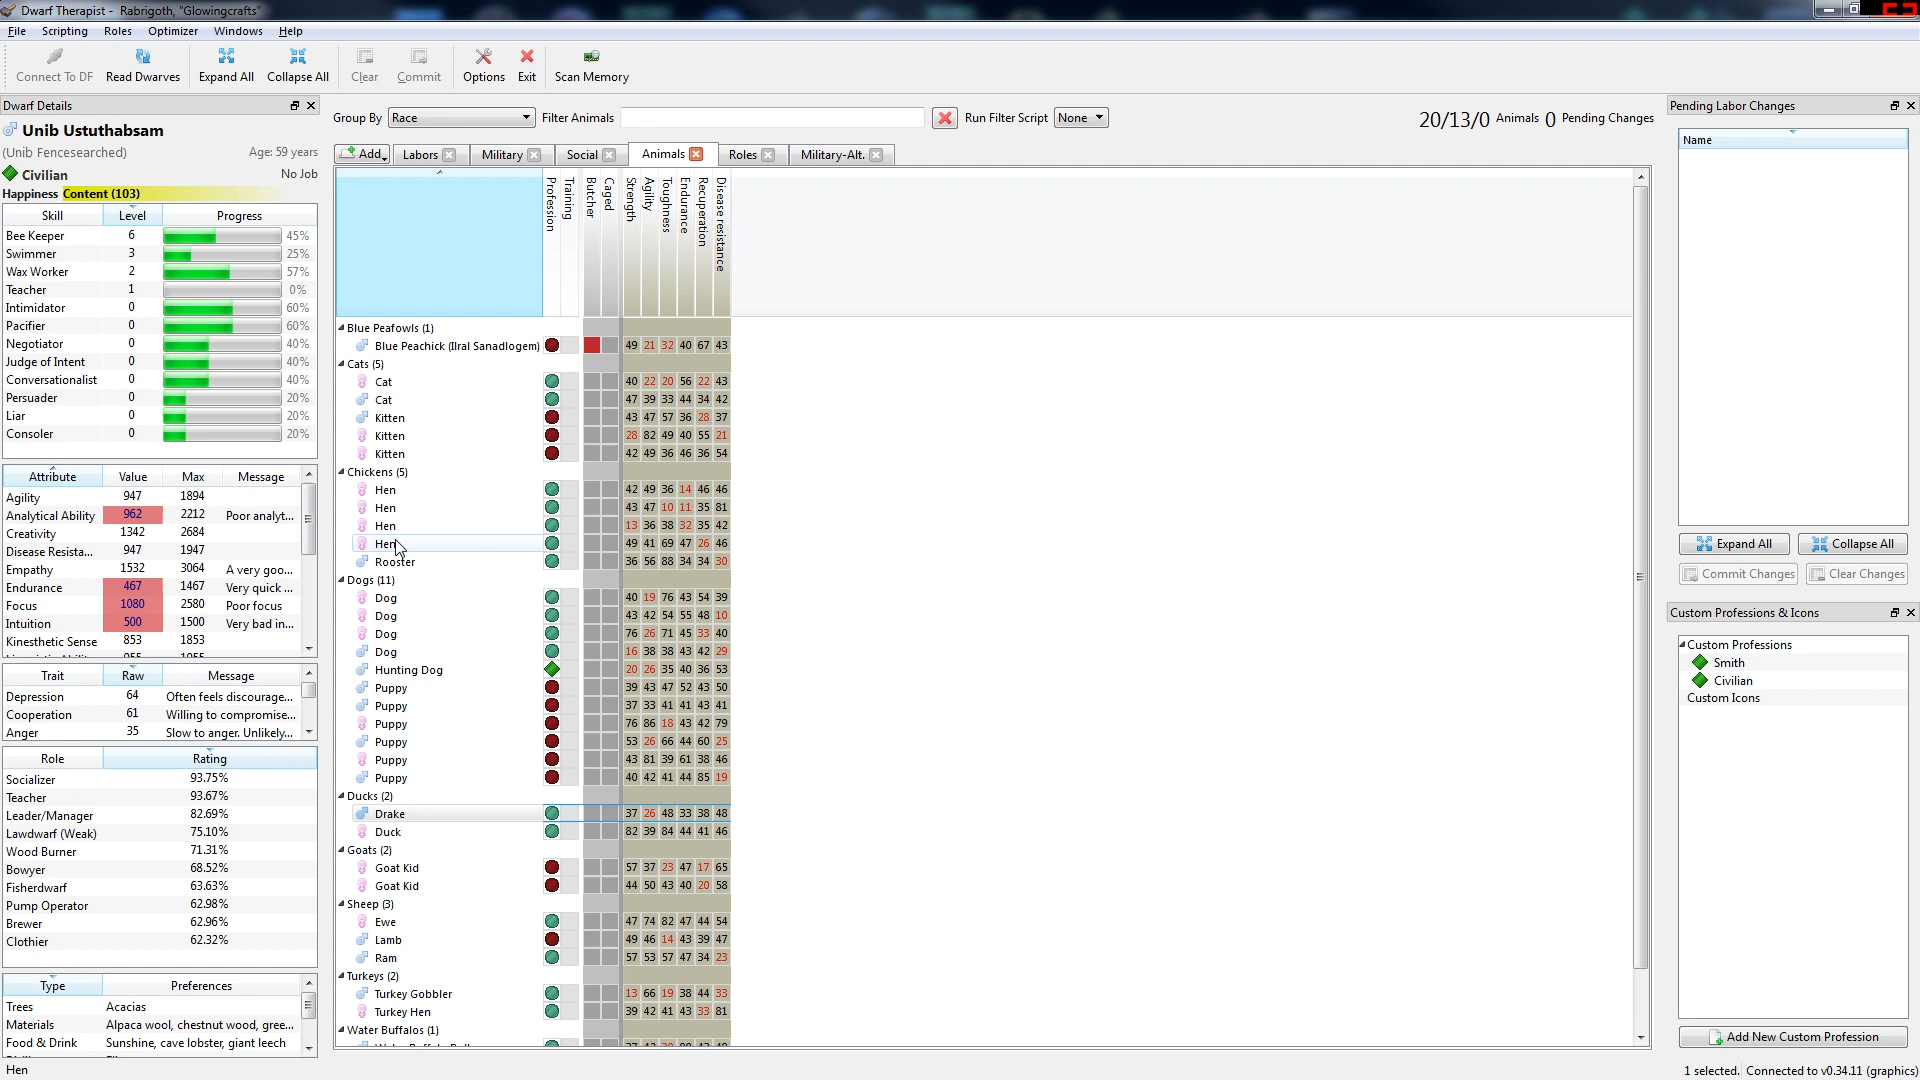 Dwarf Therapist - Rabrigoth, "Glowingcrafts"
File Scripting Roles Optimizer Windows Help
Connect To DF Read Dwarves Expand All Collapse All Clear Commit Options Exit Scan Memory
Dwarf Details
Unib Ustuthabsam
(Unib Fencesearched) Age: 59 years
Civilian No Job
Happiness Content (103)
Skill Level Progress
Bee Keeper 6 45%
Swimmer 3 25%
Wax Worker 2 57%
Teacher 1 0%
Intimidator 0 60%
Pacifier 0 60%
Negotiator 0 40%
Judge of Intent 0 40%
Conversationalist 0 40%
Persuader 0 20%
Liar 0 20%
Consoler 0 20%
Attribute Value Max Message
Agility 947 1894
Analytical Ability 962 2212 Poor analyt...
Creativity 1342 2684
Disease Resista... 947 1947
Empathy 1532 3064 A very goo...
Endurance 467 1467 Very quick ...
Focus 1080 2580 Poor focus
Intuition 500 1500 Very bad in...
Kinesthetic Sense 853 1853
Trait Raw Message
Depression 64 Often feels discourage...
Cooperation 61 Willing to compromise...
Anger 35 Slow to anger. Unlikely...
Role Rating
Socializer 93.75%
Teacher 93.67%
Leader/Manager 82.69%
Lawdwarf (Weak) 75.10%
Wood Burner 71.31%
Bowyer 68.52%
Fisherdwarf 63.63%
Pump Operator 62.98%
Brewer 62.96%
Clothier 62.32%
Type Preferences
Trees Acacias
Materials Alpaca wool, chestnut wood, gree...
Food & Drink Sunshine, cave lobster, giant leech
Hen
Group By Race Filter Animals Run Filter Script None 20/13/0 Animals 0 Pending Changes
Add Labors Military Social Animals Roles Military-Alt.
Profession Training Butcher Caged Strength Agility Toughness Endurance Recuperation Disease resistance
Blue Peafowls (1)
Blue Peachick (Ilral Sanadlogem) 49 21 32 40 67 43
Cats (5)
Cat 40 22 20 56 22 43
Cat 47 39 33 44 34 42
Kitten 43 47 57 36 28 37
Kitten 28 82 49 40 55 21
Kitten 42 49 36 46 36 54
Chickens (5)
Hen 42 49 36 14 46 46
Hen 43 47 10 11 35 81
Hen 13 36 38 32 35 42
Hen 49 41 69 47 26 46
Rooster 36 56 88 34 34 30
Dogs (11)
Dog 40 19 76 43 54 39
Dog 43 42 54 55 48 10
Dog 76 26 71 45 33 40
Dog 16 38 38 43 42 29
Hunting Dog 20 26 35 40 36 53
Puppy 39 43 47 52 43 50
Puppy 37 33 41 41 43 41
Puppy 76 86 18 43 42 79
Puppy 53 26 66 44 60 25
Puppy 43 81 39 61 38 46
Puppy 40 42 41 44 85 19
Ducks (2)
Drake 37 26 48 33 38 48
Duck 82 39 84 44 41 46
Goats (2)
Goat Kid 57 37 23 47 17 65
Goat Kid 44 50 43 40 20 58
Sheep (3)
Ewe 47 74 82 47 44 54
Lamb 49 46 14 43 39 47
Ram 57 53 57 47 34 23
Turkeys (2)
Turkey Gobbler 13 66 19 38 44 33
Turkey Hen 39 42 41 43 33 81
Water Buffalos (1)
Pending Labor Changes
Name
Expand All Collapse All
Commit Changes Clear Changes
Custom Professions & Icons
Custom Professions
Smith
Civilian
Custom Icons
Add New Custom Profession
1 selected. Connected to v0.34.11 (graphics)